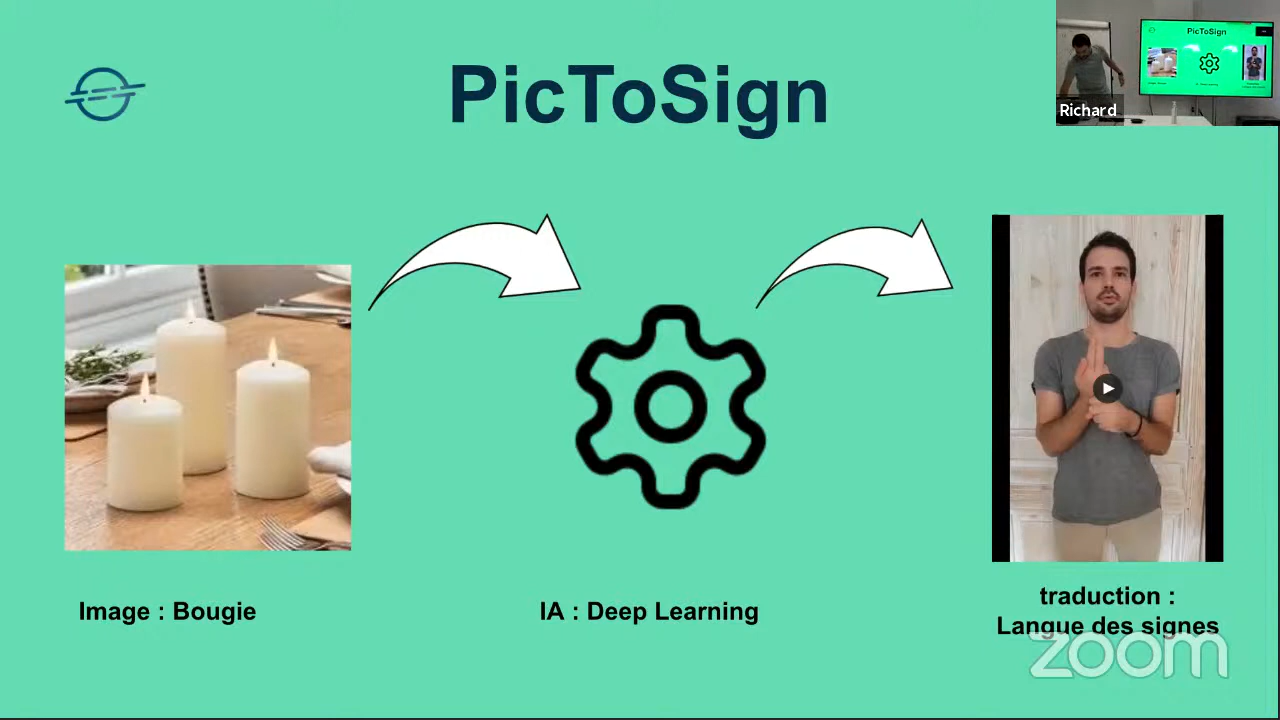 PicToSign
PicToSign
Richard
Image : Bougie
IA : Deep Learning
traduction :
Langue des signes
zoom